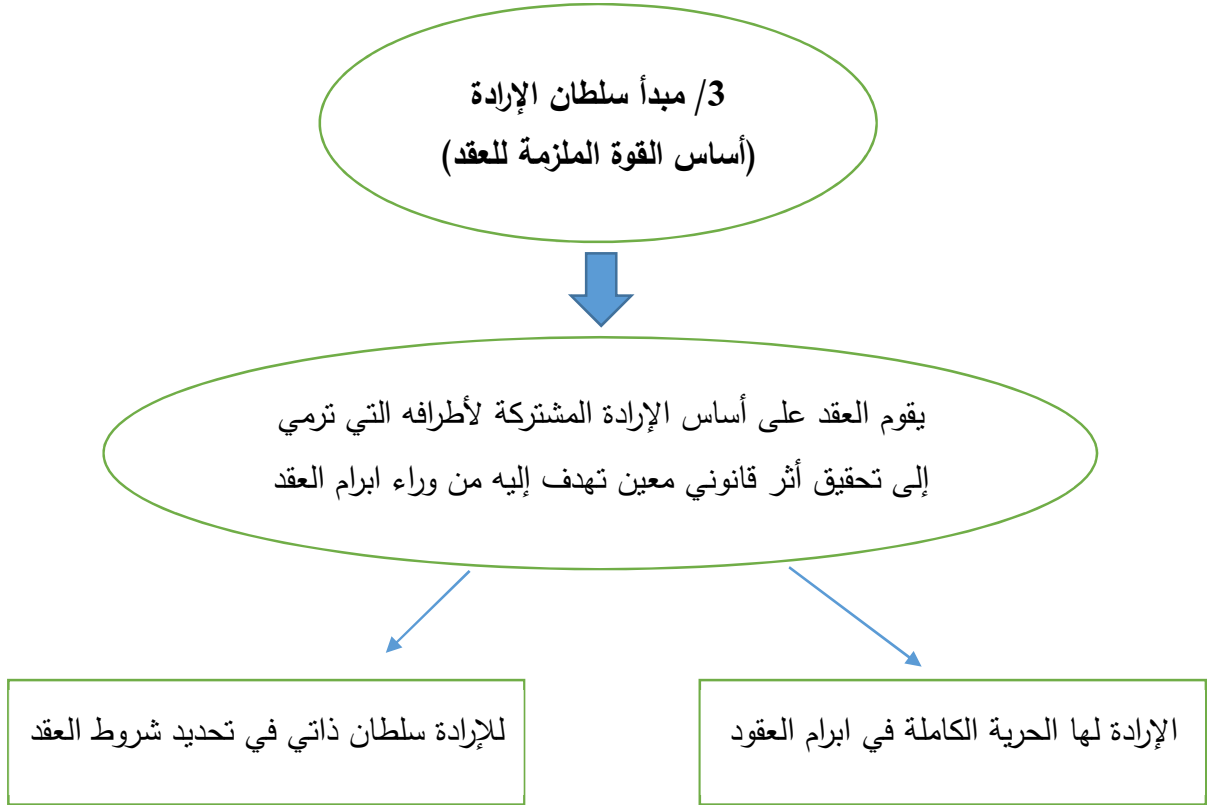 3/ مبدأ سلطان الإرادة
(أساس القوة الملزمة للعقد)
يقوم العقد على أساس الإرادة المشتركة لأطرافه التي ترمي
إلى تحقيق أثر قانوني معين تهدف إليه من وراء ابرام العقد
الإرادة لها الحرية الكاملة في ابرام العقود
للإرادة سلطان ذاتي في تحديد شروط العقد